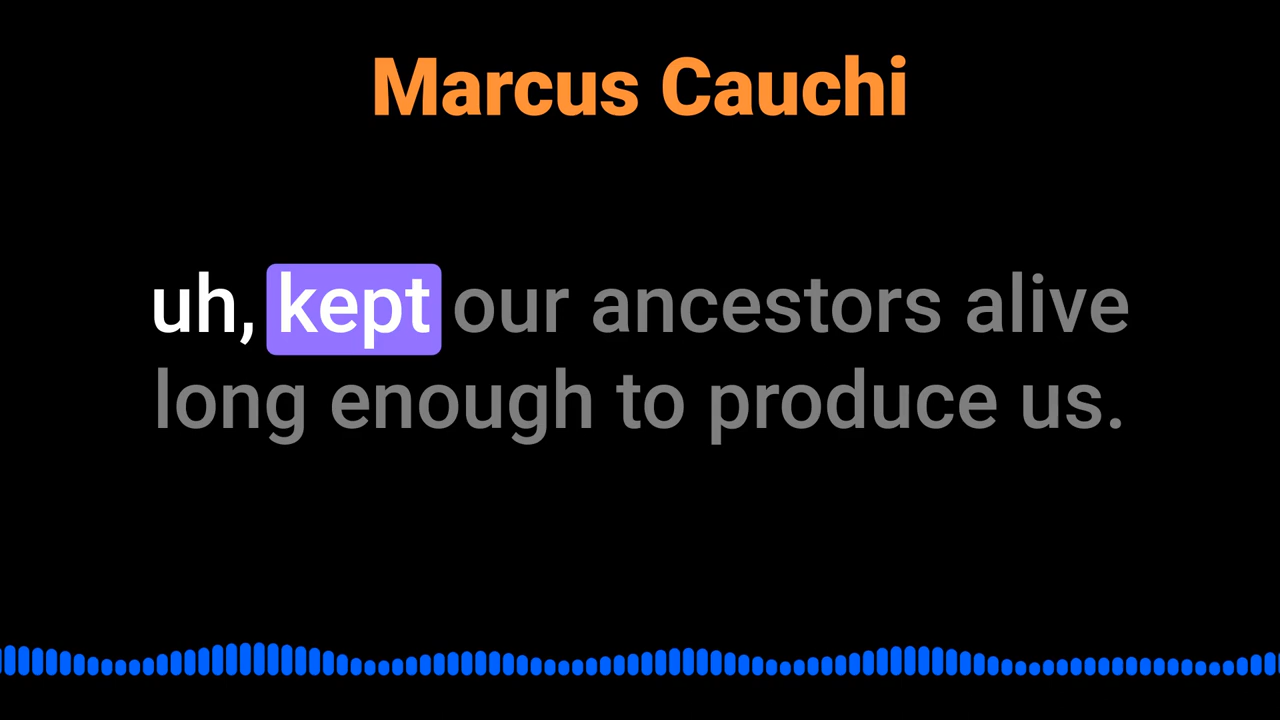 Marcus Cauchi
uh, kept our ancestors alive
long enough to produce us.